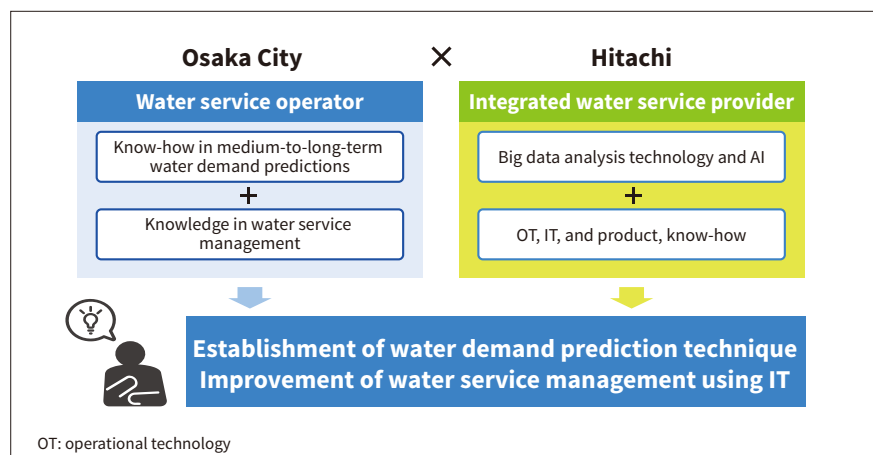 Osaka City × Hitachi
Water service operator
Know-how in medium-to-long-term
water demand predictions
+
Knowledge in water service
management
Integrated water service provider
Big data analysis technology and AI
+
OT, IT, and product, know-how
Establishment of water demand prediction technique
Improvement of water service management using IT
OT: operational technology